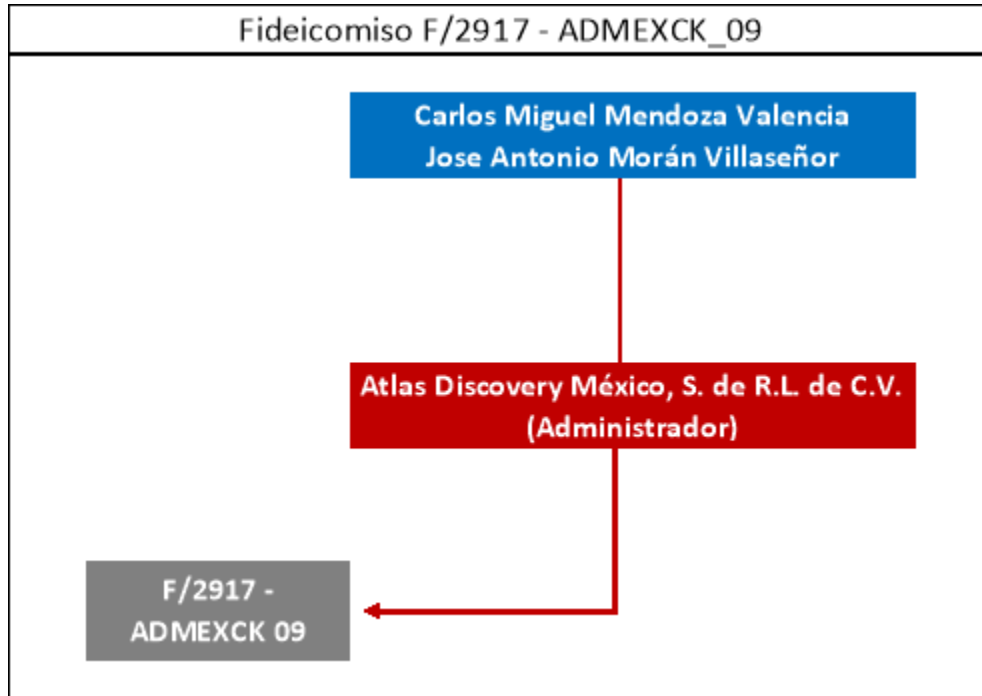 Fideicomiso F/2917 - ADMEXCK_09
Carlos Miguel Mendoza Valencia
Jose Antonio Morán Villaseñor
Atlas Discovery México, S. de R.L. de C.V.
(Administrador)
F/2917 -
ADMEXCK 09